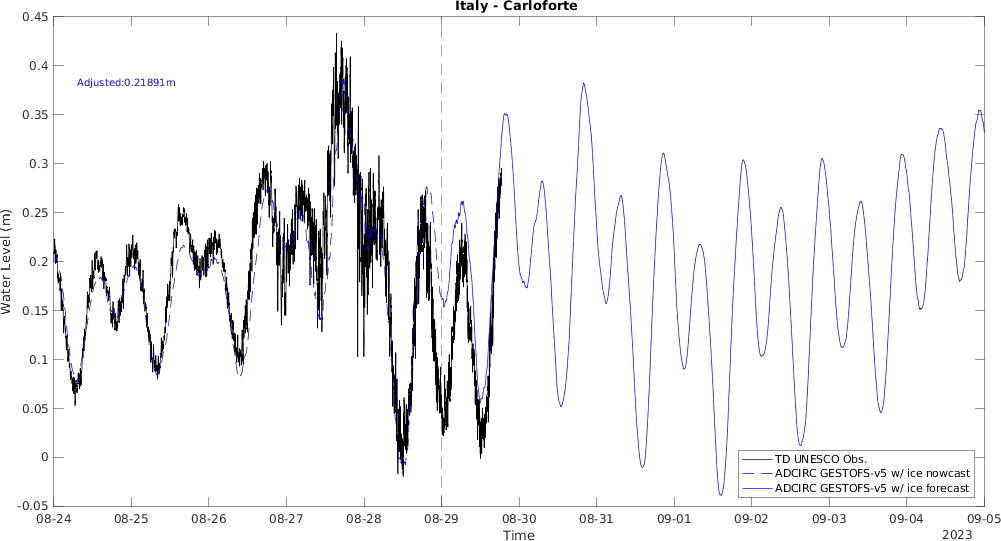 Italy - Carloforte
0.45
0.4
0.35
0.3
0.25
0.2
0.15
0.1
0.05
0
-0.05
Water Level (m)
Adjusted:0.21891m
TD UNESCO Obs.
ADCIRC GESTOFS-v5 w/ ice nowcast
ADCIRC GESTOFS-v5 w/ ice forecast
08-24 08-25 08-26 08-27 08-28 08-29 08-30 08-31 09-01 09-02 09-03 09-04 09-05
Time
2023